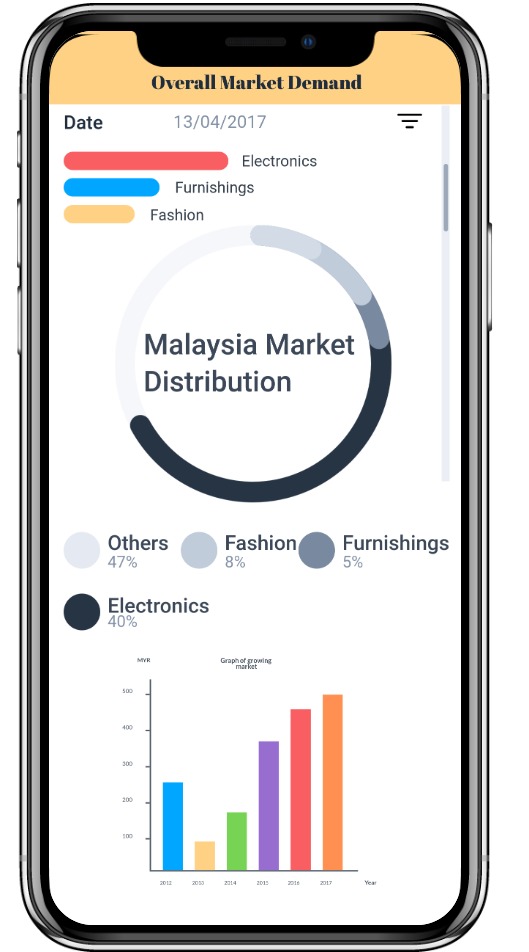 Overall Market Demand
Date 13/04/2017
Electronics
Furnishings
Fashion
Malaysia Market
Distribution
Others
47%
Fashion
8%
Furnishings
5%
Electronics
40%
MYR
Graph of growing
market
500
400
300
200
100
2012 2013 2014 2015 2016 2017 Year